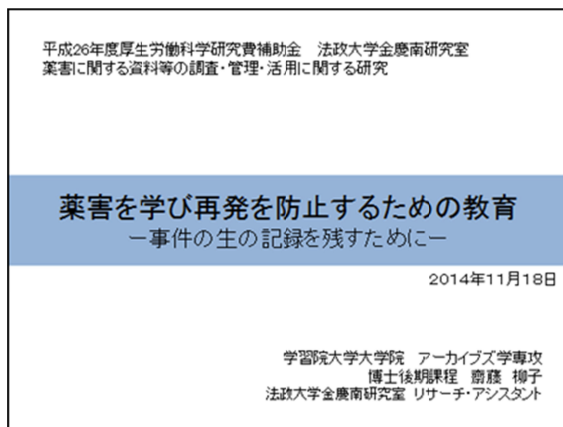 平成26年度厚生労働科学研究費補助金　法政大学金慶南研究室
薬害に関する資料等の調査・管理・活用に関する研究
薬害を学び再発を防止するための教育
－事件の生の記録を残すために－
2014年11月18日
学習院大学大学院　アーカイブズ学専攻
博士後期課程　齋藤 柳子
法政大学金慶南研究室 リサーチ・アシスタント